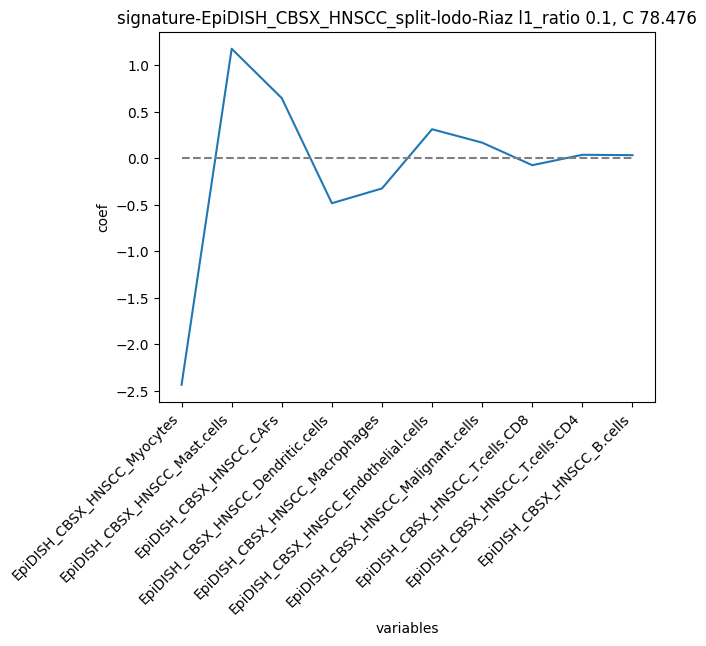 signature-EpiDISH_CBSX_HNSCC_split-lodo-Riaz l1_ratio 0.1, C 78.476
1.0
0.5
0.0
−0.5
−1.0
−1.5
−2.0
−2.5
coef
EpiDISH_CBSX_HNSCC_Myocytes
EpiDISH_CBSX_HNSCC_Mast.cells
EpiDISH_CBSX_HNSCC_CAFs
EpiDISH_CBSX_HNSCC_Dendritic.cells
EpiDISH_CBSX_HNSCC_Macrophages
EpiDISH_CBSX_HNSCC_Endothelial.cells
EpiDISH_CBSX_HNSCC_Malignant.cells
EpiDISH_CBSX_HNSCC_T.cells.CD8
EpiDISH_CBSX_HNSCC_T.cells.CD4
EpiDISH_CBSX_HNSCC_B.cells
variables